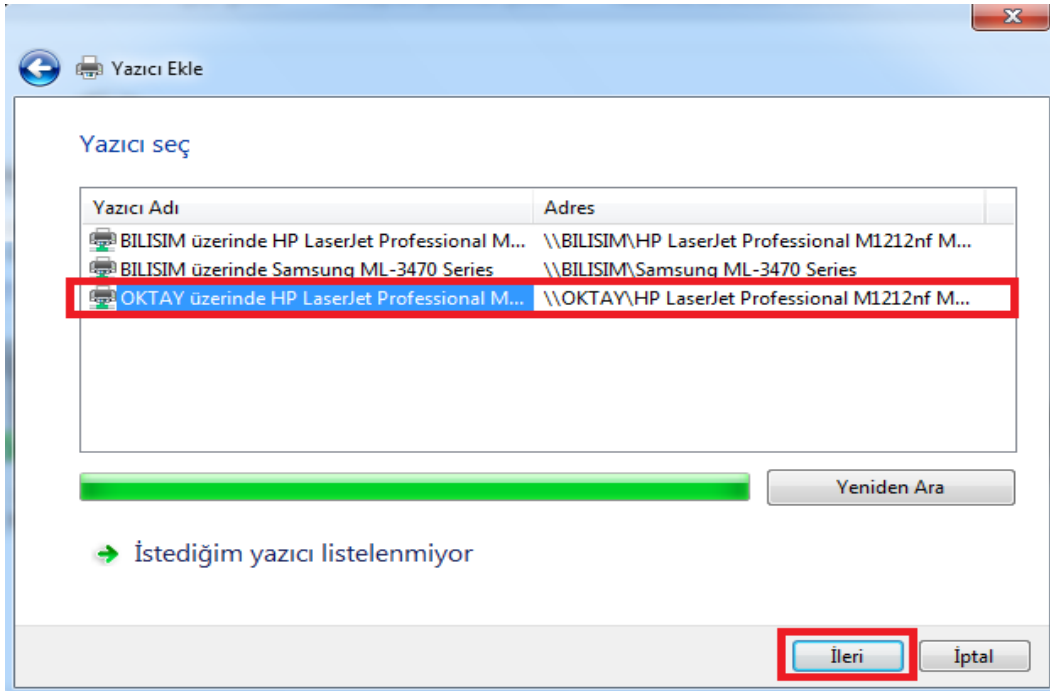 Yazıcı Ekle
Yazıcı seç
Yazıcı Adı Adres
BILISIM üzerinde HP LaserJet Professional M... \\BILISIM\HP LaserJet Professional M1212nf M...
BILISIM üzerinde Samsung ML-3470 Series \\BILISIM\Samsung ML-3470 Series
OKTAY üzerinde HP LaserJet Professional M... \\OKTAY\HP LaserJet Professional M1212nf M...
Yeniden Ara
İstediğim yazıcı listelenmiyor
İleri İptal